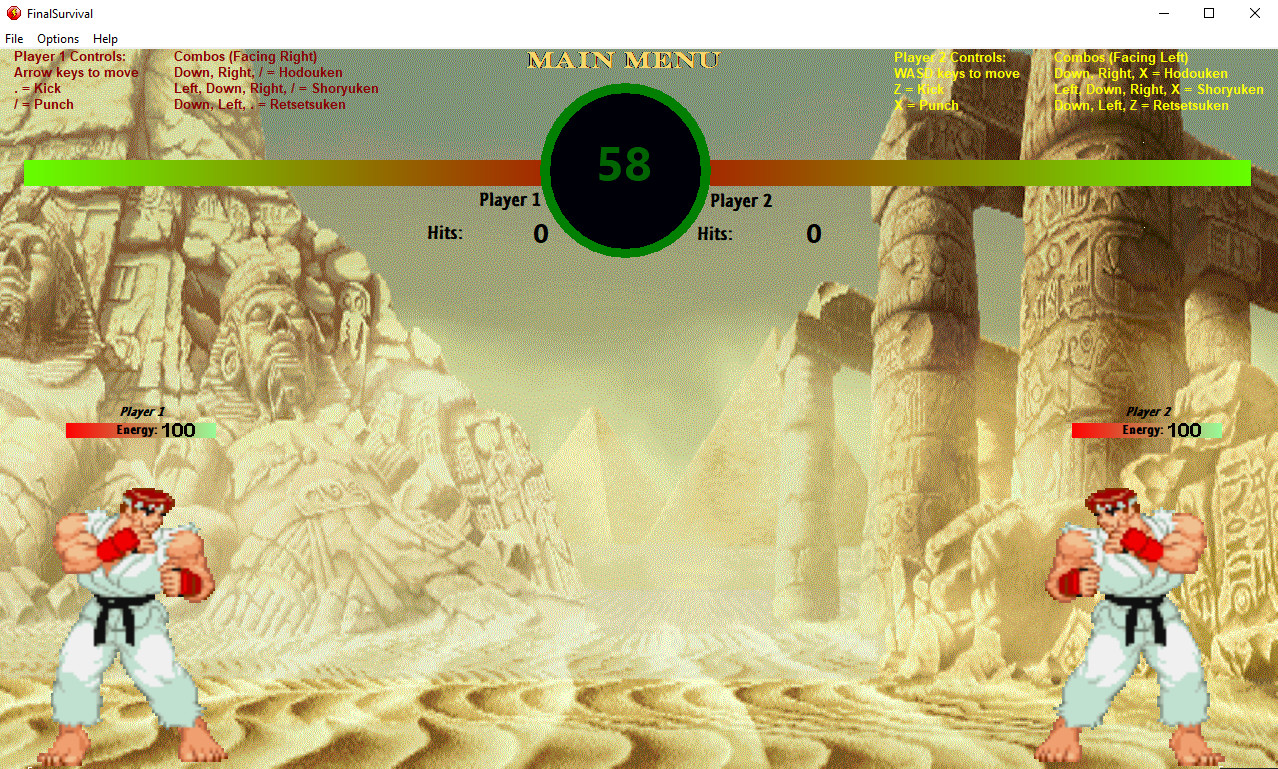 FinalSurvival
File Options Help
MAIN MENU
Player 1 Controls:
Arrow keys to move
. = Kick
/ = Punch
Combos (Facing Right)
Down, Right, / = Hodouken
Left, Down, Right, / = Shoryuken
Down, Left, . = Retsetsuken
Player 2 Controls:
WASD keys to move
Z = Kick
X = Punch
Combos (Facing Left)
Down, Right, X = Hodouken
Left, Down, Right, X = Shoryuken
Down, Left, Z = Retsetsuken
58
Player 1
Hits: 0
Player 2
Hits: 0
Player 1
Energy: 100
Player 2
Energy: 100